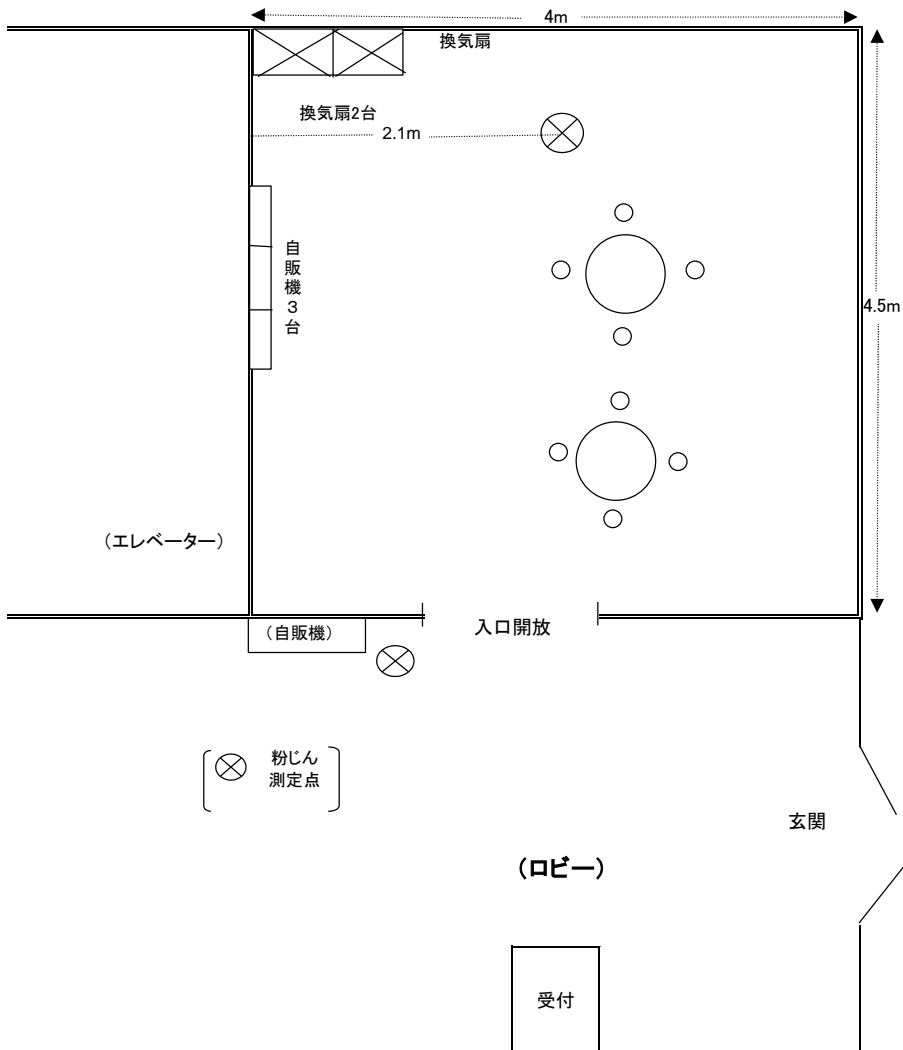 4m
換気扇
換気扇2台
2.1m
自販機3台
4.5m
（エレベーター）
（自販機）
入口開放
粉じん
測定点
玄関
（ロビー）
受付